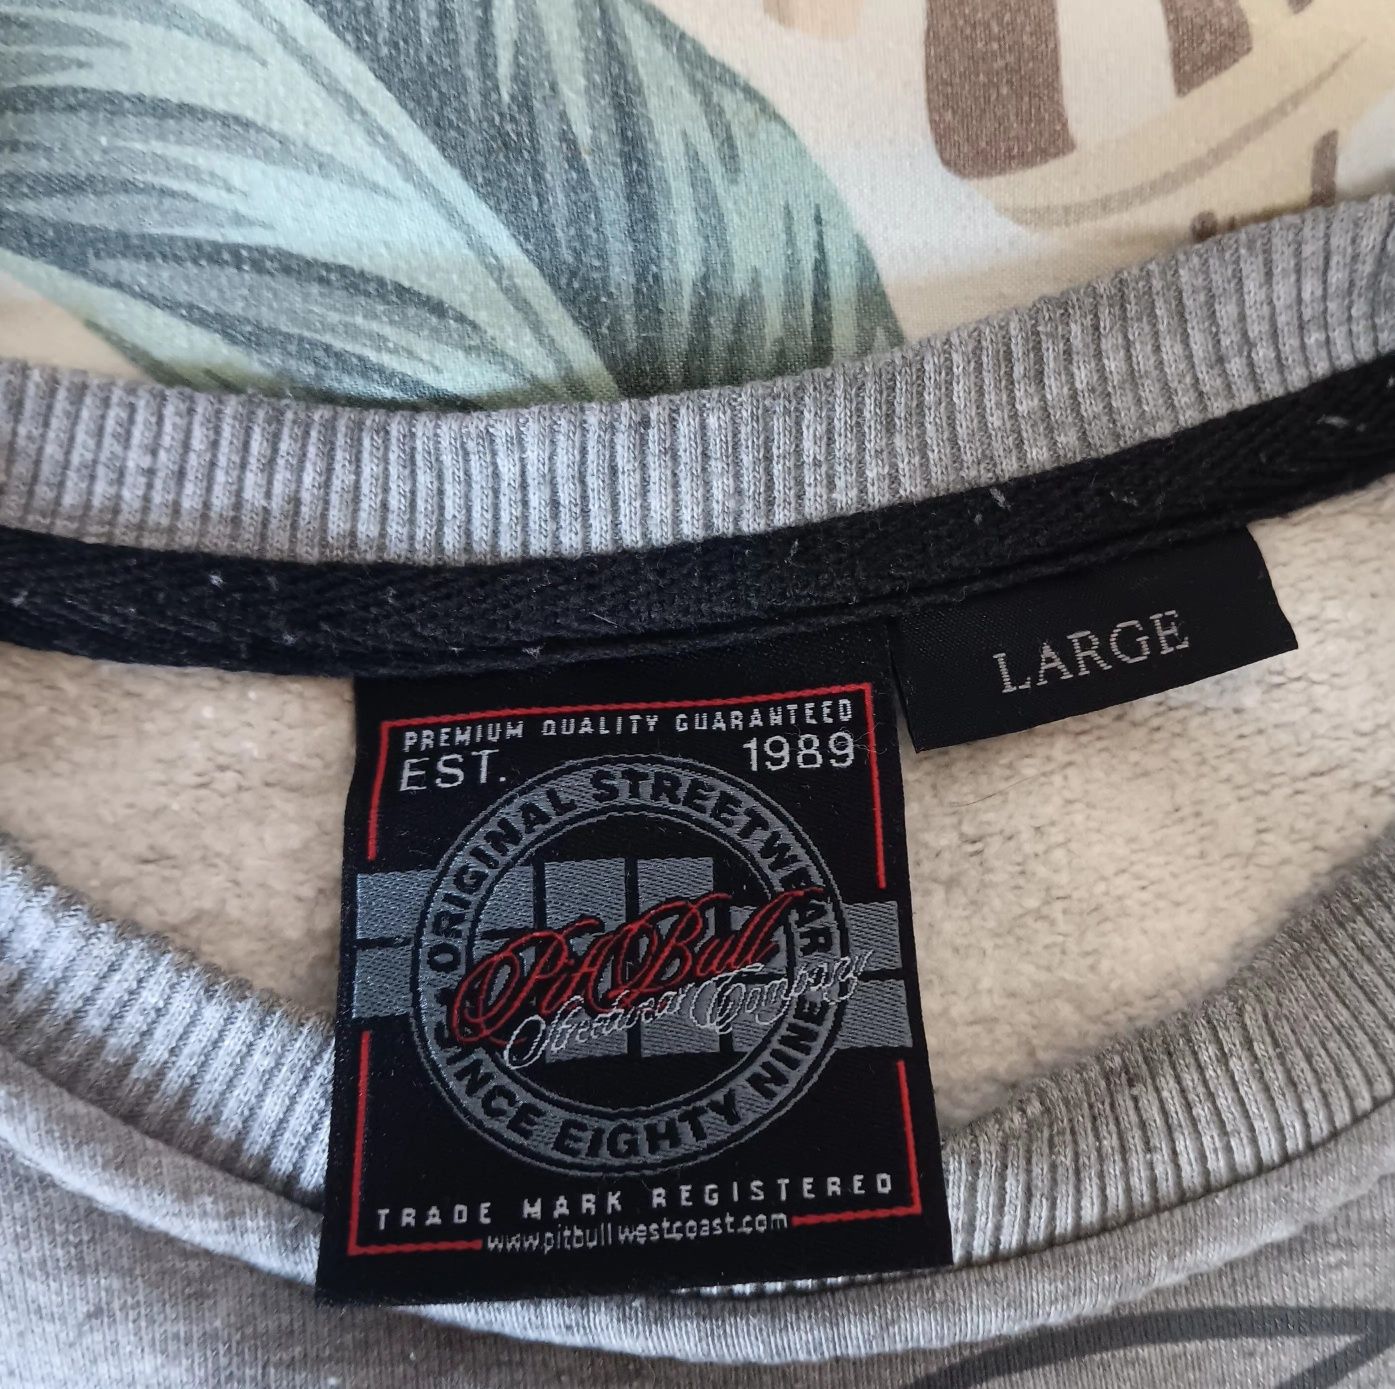 LARGE
PREMIUM QUALITY GUARANTEED
EST. 1989
ORIGINAL STREETWEAR
PitBull
Streetwear Company
SINCE EIGHTY NINE
TRADE MARK REGISTERED
www.pitbullwestcoast.com